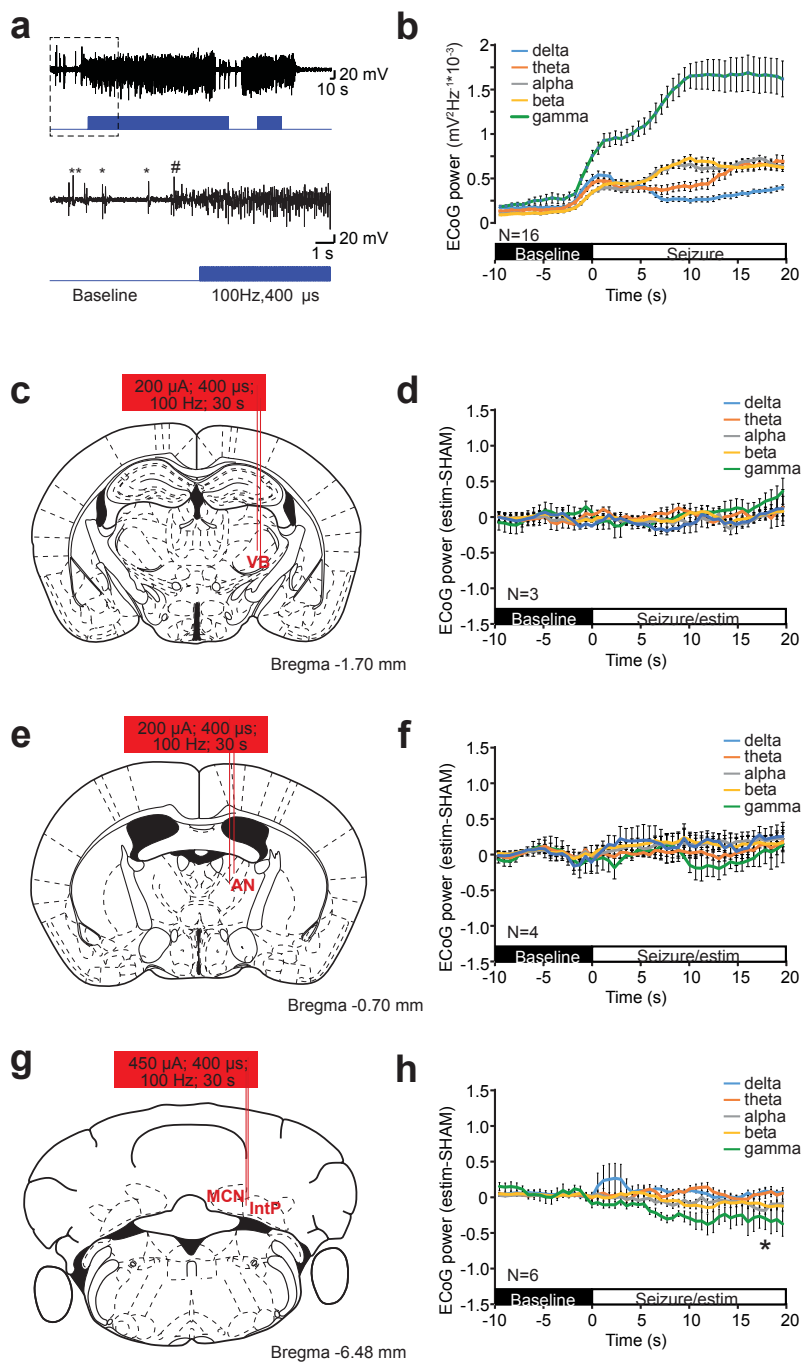 a
20 mV
10 s
** * * #
20 mV
1 s
Baseline 100Hz,400 µs
b
delta
theta
alpha
beta
gamma
ECoG power (mV²Hz⁻¹*10⁻³)
2
1.5
1
0.5
0
N=16
Baseline Seizure
-10 -5 0 5 10 15 20
Time (s)
c
200 µA; 400 µs;
100 Hz; 30 s
VB
Bregma -1.70 mm
d
delta
theta
alpha
beta
gamma
ECoG power (estim-SHAM)
1.5
1.0
0.5
0
-0.5
-1.0
-1.5
N=3
Baseline Seizure/estim
-10 -5 0 5 10 15 20
Time (s)
e
200 µA; 400 µs;
100 Hz; 30 s
AN
Bregma -0.70 mm
f
delta
theta
alpha
beta
gamma
ECoG power (estim-SHAM)
1.5
1.0
0.5
0
-0.5
-1.0
-1.5
N=4
Baseline Seizure/estim
-10 -5 0 5 10 15 20
Time (s)
g
450 µA; 400 µs;
100 Hz; 30 s
MCN
IntP
Bregma -6.48 mm
h
delta
theta
alpha
beta
gamma
ECoG power (estim-SHAM)
1.5
1.0
0.5
0
-0.5
-1.0
-1.5
*
N=6
Baseline Seizure/estim
-10 -5 0 5 10 15 20
Time (s)